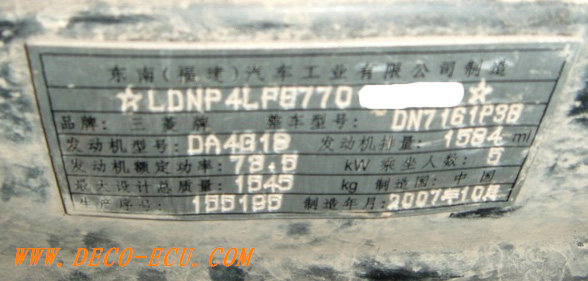 东南(福建)汽车工业有限公司制造
☆LDNP4LPB770 ☆
品牌: 三菱牌 整车型号: DN7161P3B
发动机型号: DA4G18 发动机排量: 1584 ml
发动机额定功率: 73.5 kW 乘坐人数: 5
最大设计总质量: 1545 kg 制造国: 中国
生产序号: 155195 制造年月: 2007年10月
WWW.DECO-ECU.COM